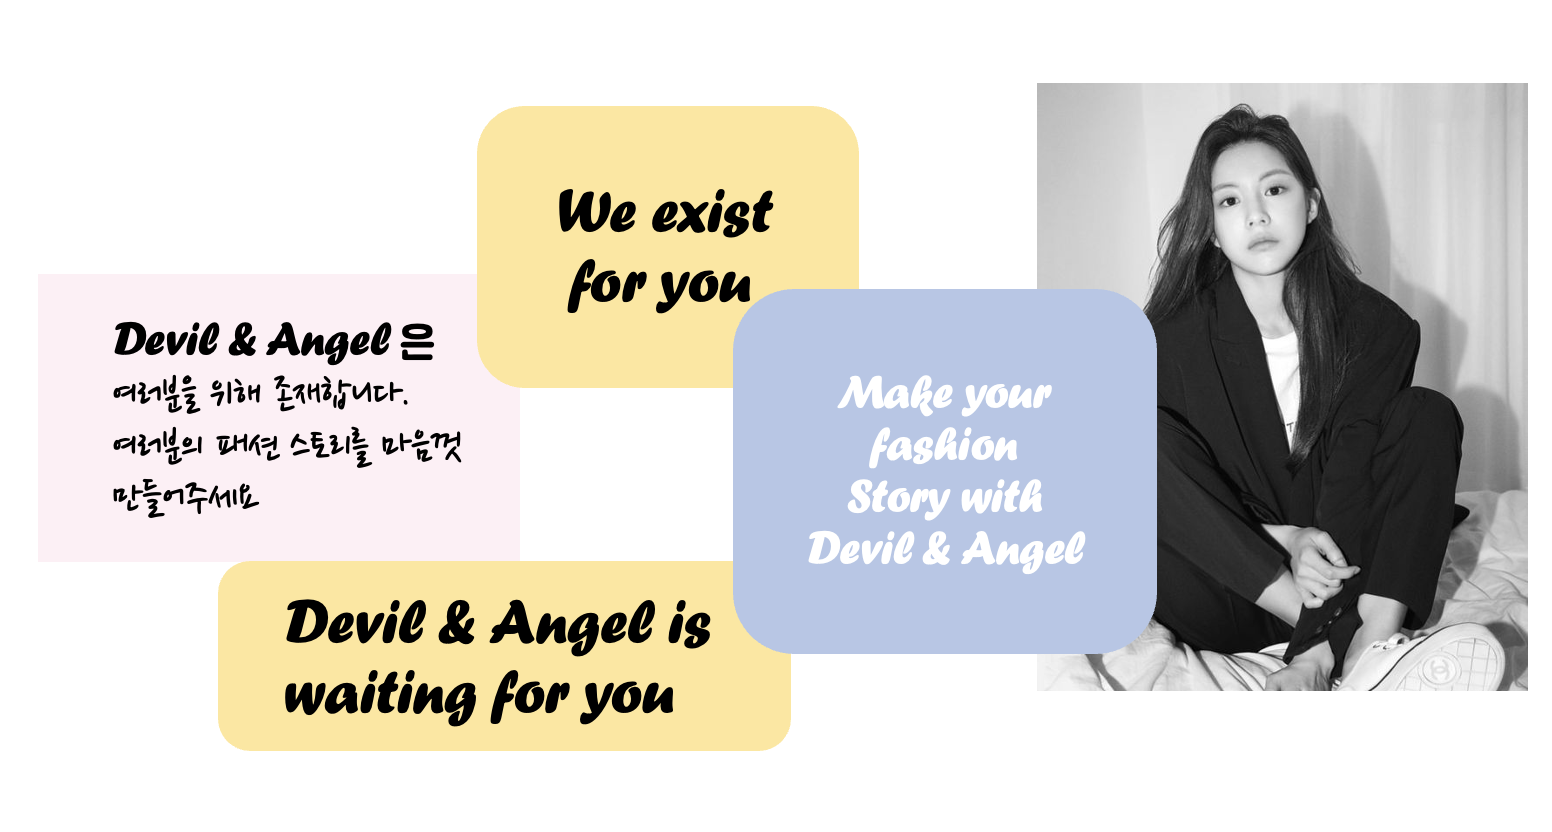 We exist
for you
Devil & Angel 은
여러분을 위해 존재합니다.
여러분의 패션 스토리를 마음껏
만들어주세요
Make your
fashion
Story with
Devil & Angel
Devil & Angel is
waiting for you